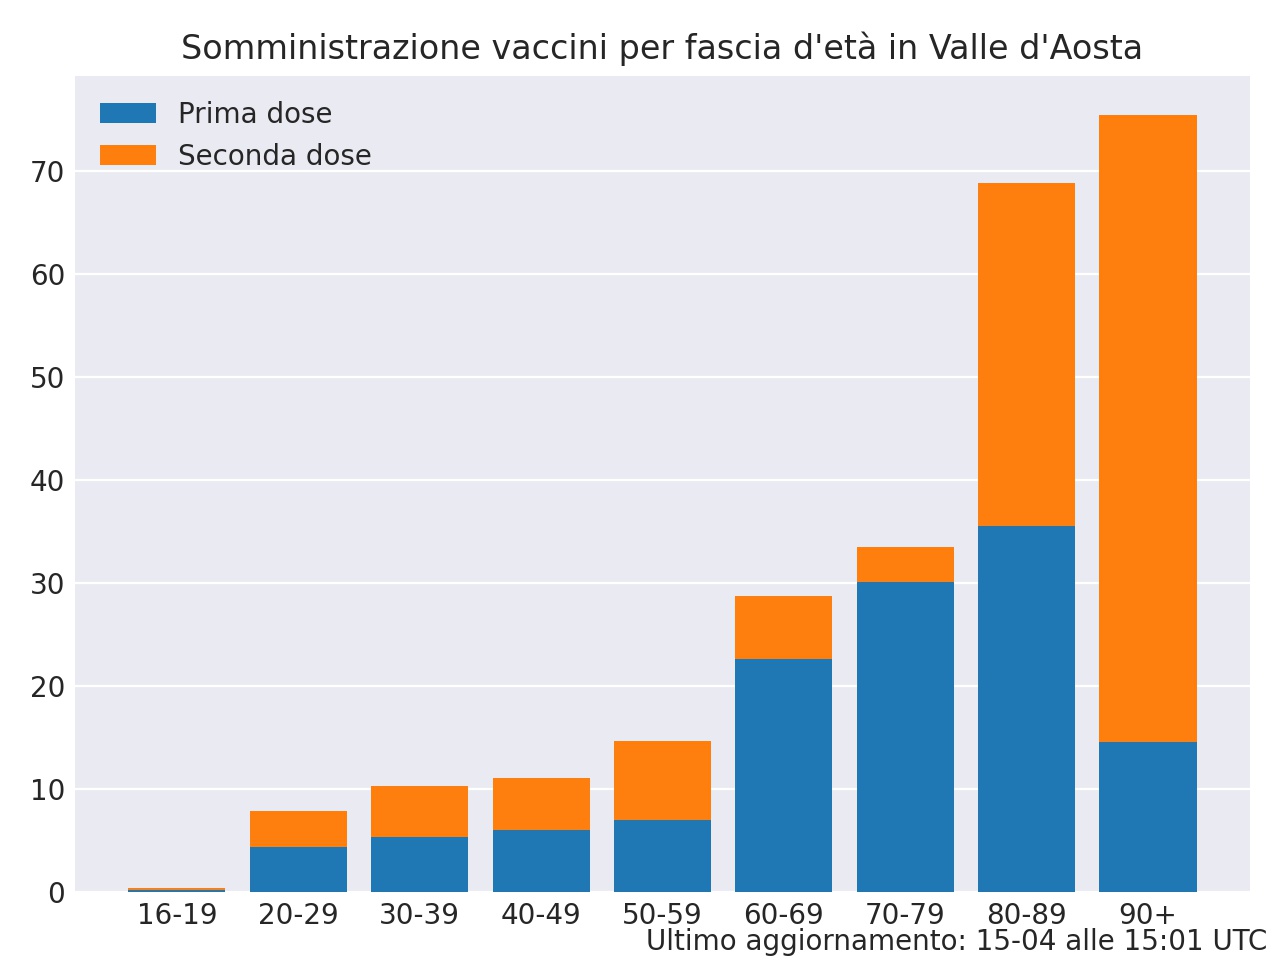 Somministrazione vaccini per fascia d'età in Valle d'Aosta
Prima dose
Seconda dose
70
60
50
40
30
20
10
0
16-19 20-29 30-39 40-49 50-59 60-69 70-79 80-89 90+
Ultimo aggiornamento: 15-04 alle 15:01 UTC